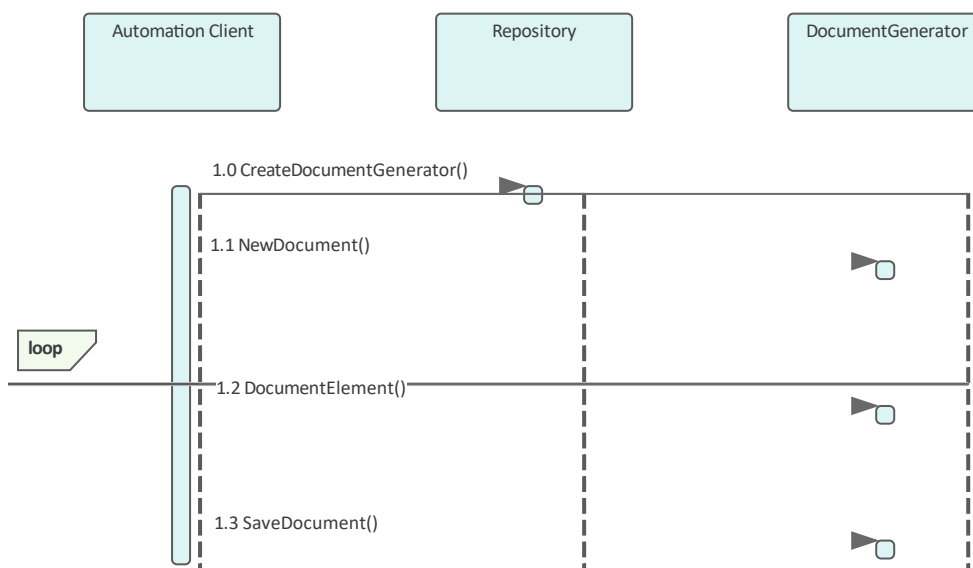 Automation Client
Repository
DocumentGenerator
1.0 CreateDocumentGenerator()
1.1 NewDocument()
loop
1.2 DocumentElement()
1.3 SaveDocument()